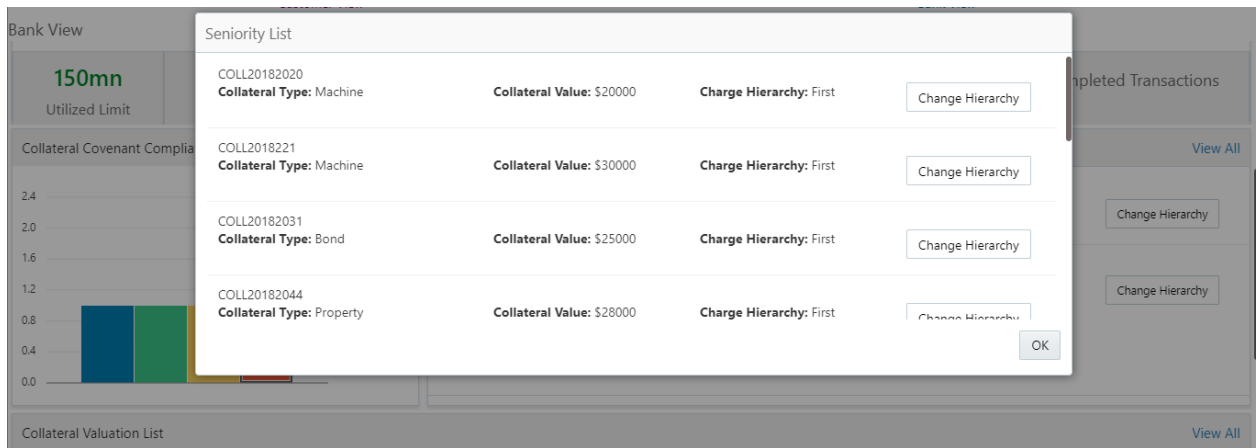 Bank View
150mn
Utilized Limit
Completed Transactions
Collateral Covenant Complia
View All
2.4
2.0
1.6
1.2
0.8
0.4
0.0
Change Hierarchy
Change Hierarchy
Seniority List
COLL20182020
Collateral Type: Machine Collateral Value: $20000 Charge Hierarchy: First Change Hierarchy
COLL2018221
Collateral Type: Machine Collateral Value: $30000 Charge Hierarchy: First Change Hierarchy
COLL20182031
Collateral Type: Bond Collateral Value: $25000 Charge Hierarchy: First Change Hierarchy
COLL20182044
Collateral Type: Property Collateral Value: $28000 Charge Hierarchy: First Change Hierarchy
OK
Collateral Valuation List View All